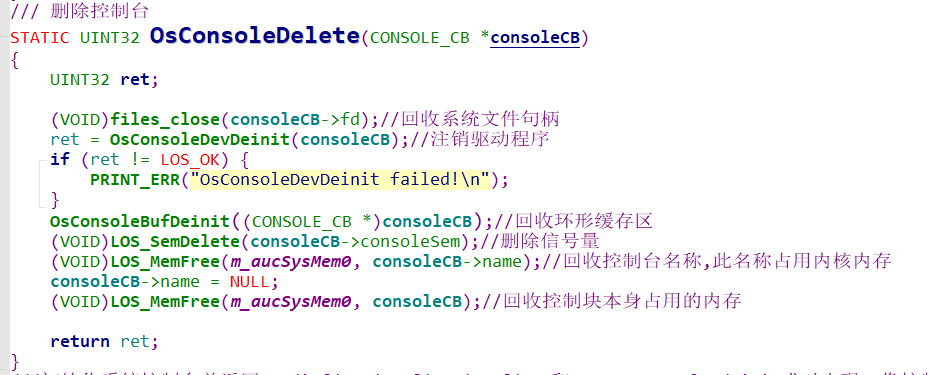 /// 删除控制台
STATIC UINT32 OsConsoleDelete(CONSOLE_CB *consoleCB)
{
    UINT32 ret;

    (VOID)files_close(consoleCB->fd);//回收系统文件句柄
    ret = OsConsoleDevDeinit(consoleCB);//注销驱动程序
    if (ret != LOS_OK) {
        PRINT_ERR("OsConsoleDevDeinit failed!\n");
    }
    OsConsoleBufDeinit((CONSOLE_CB *)consoleCB);//回收环形缓存区
    (VOID)LOS_SemDelete(consoleCB->consoleSem);//删除信号量
    (VOID)LOS_MemFree(m_aucSysMem0, consoleCB->name);//回收控制台名称,此名称占用内核内存
    consoleCB->name = NULL;
    (VOID)LOS_MemFree(m_aucSysMem0, consoleCB);//回收控制块本身占用的内存

    return ret;
}